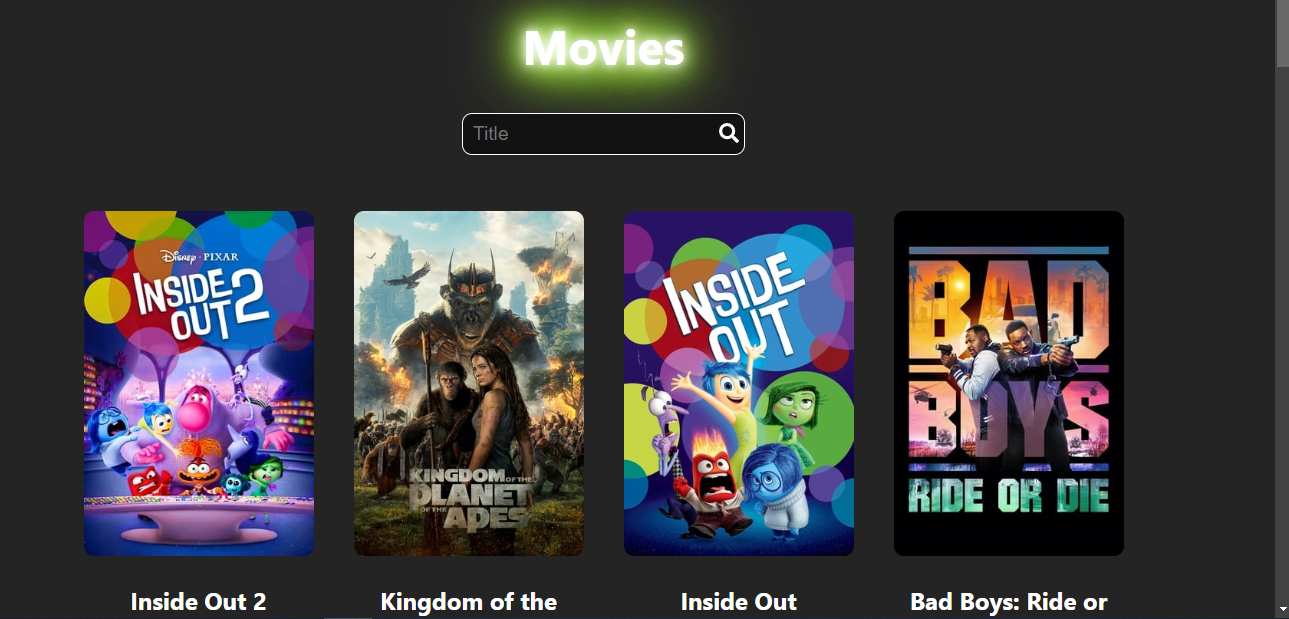 Movies
Title
Disney · PIXAR
INSIDE
OUT 2
KINGDOM OF THE
PLANET
OF THE APES
INSIDE
OUT
BAD
BOYS
RIDE OR DIE
Inside Out 2
Kingdom of the
Inside Out
Bad Boys: Ride or